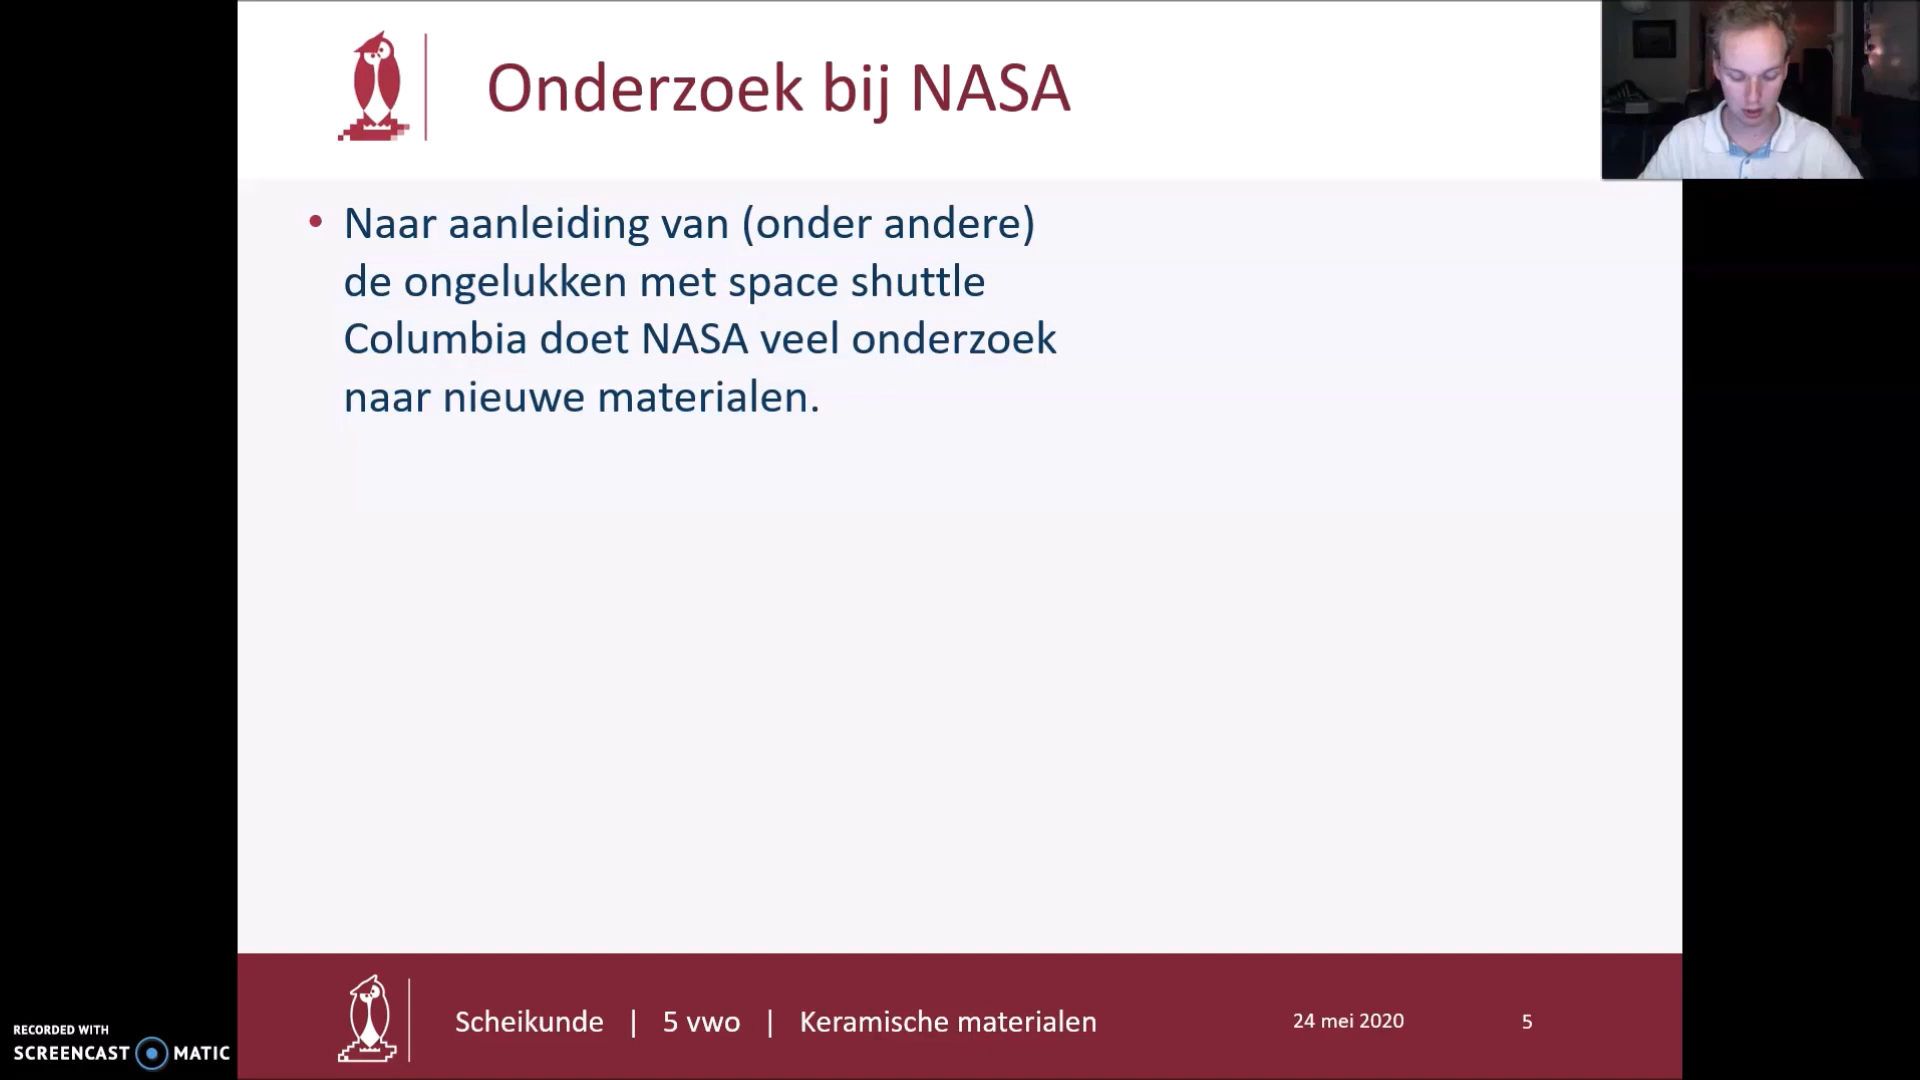 Onderzoek bij NASA
• Naar aanleiding van (onder andere)
de ongelukken met space shuttle
Columbia doet NASA veel onderzoek
naar nieuwe materialen.
Scheikunde | 5 vwo | Keramische materialen
24 mei 2020
5
RECORDED WITH
SCREENCAST MATIC